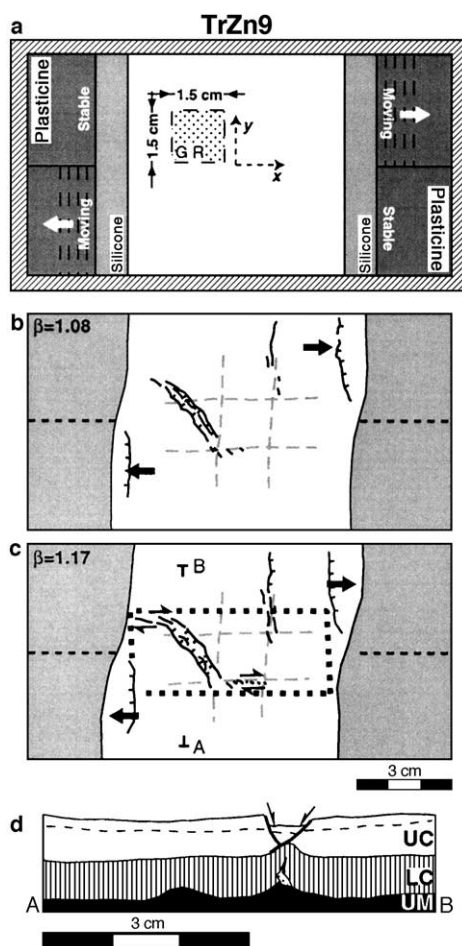 TrZn9
a
Plasticine
Stable
Moving
Silicone
1.5 cm
1.5 cm
G R
y
x
Silicone
Moving
Stable
Plasticine
b
β=1.08
c
β=1.17
B
A
3 cm
d
UC
LC
UM
A
B
3 cm